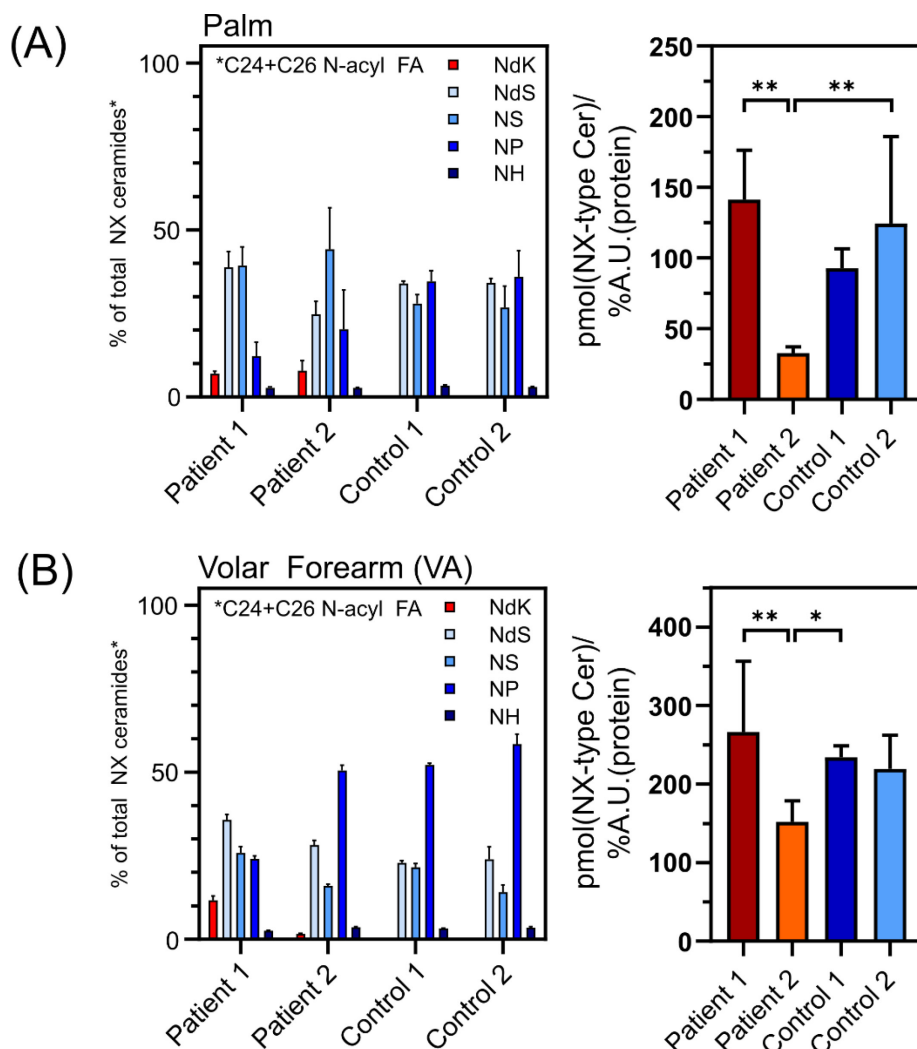 (A)
Palm
% of total NX ceramides*
100
50
0
*C24+C26 N-acyl FA
NdK
NdS
NS
NP
NH
Patient 1
Patient 2
Control 1
Control 2
pmol(NX-type Cer)/
%A.U.(protein)
250
200
150
100
50
0
**
**
Patient 1
Patient 2
Control 1
Control 2
(B)
Volar Forearm (VA)
% of total NX ceramides*
100
50
0
*C24+C26 N-acyl FA
NdK
NdS
NS
NP
NH
Patient 1
Patient 2
Control 1
Control 2
pmol(NX-type Cer)/
%A.U.(protein)
400
300
200
100
0
**
*
Patient 1
Patient 2
Control 1
Control 2